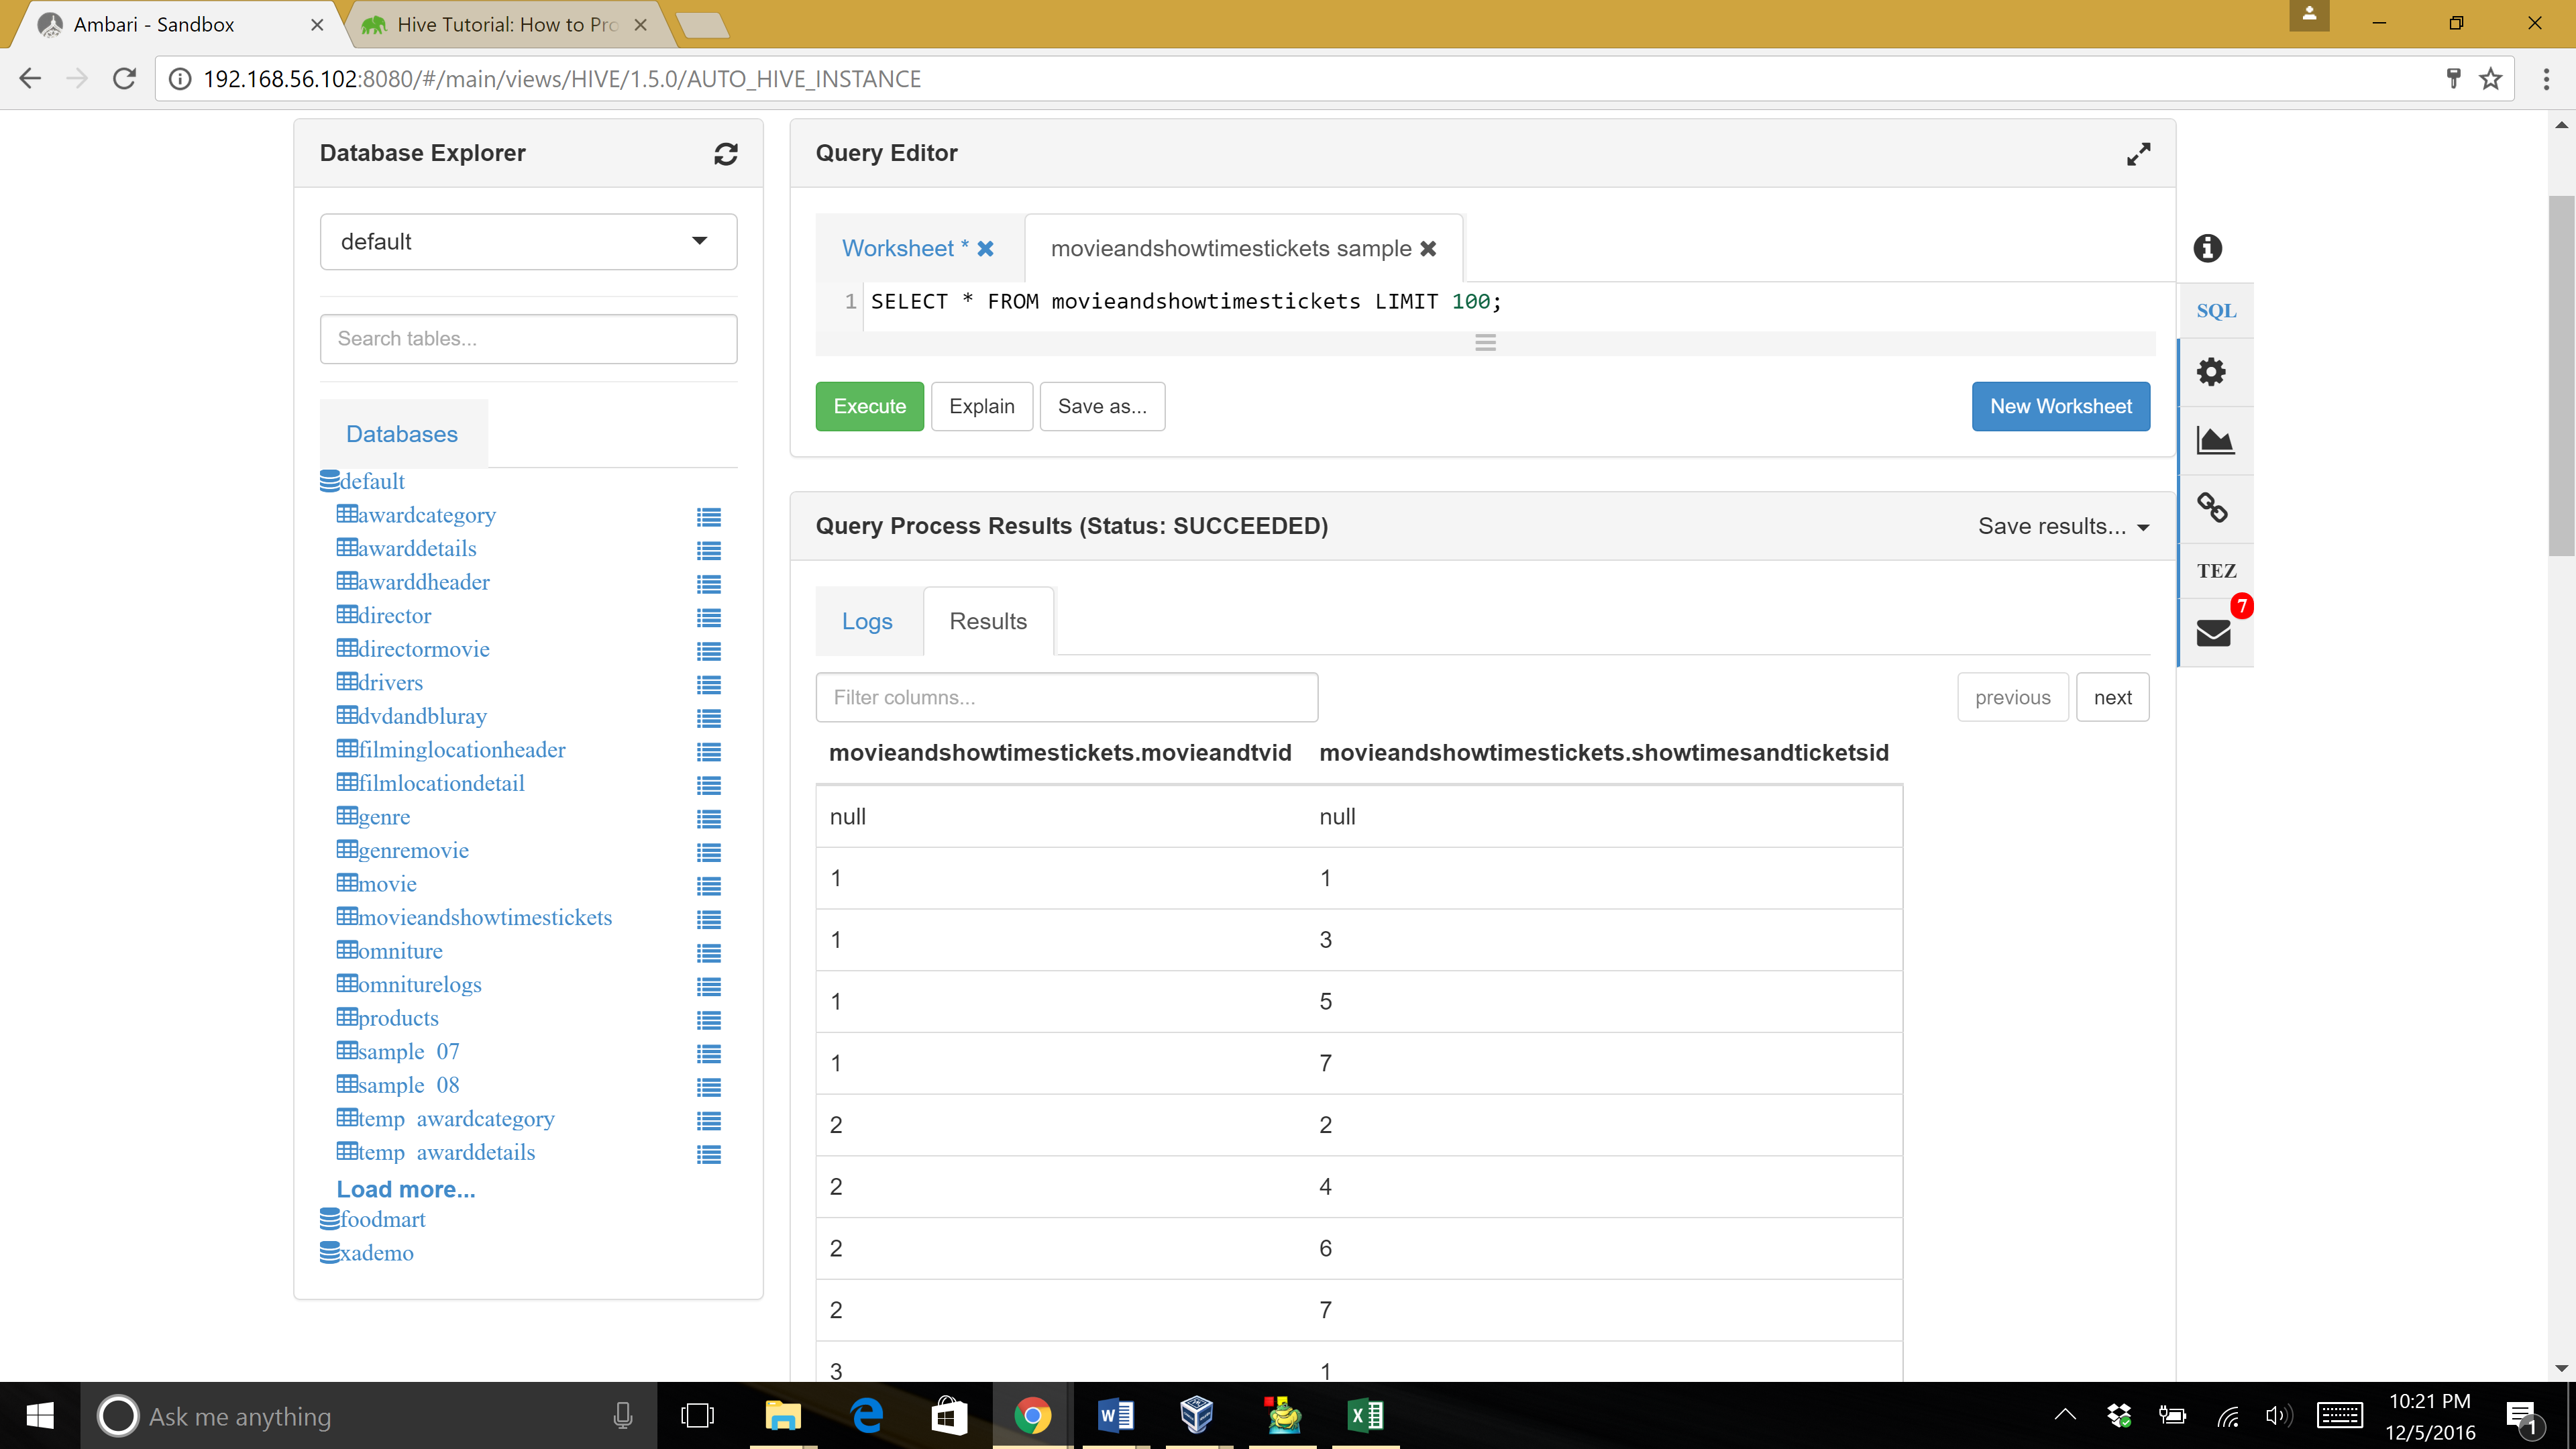 Ambari - Sandbox
Hive Tutorial: How to Pro
192.168.56.102:8080/#/main/views/HIVE/1.5.0/AUTO_HIVE_INSTANCE
Database Explorer
default
Search tables...
Databases
default
awardcategory
awarddetails
awarddheader
director
directormovie
drivers
dvdandbluray
filminglocationheader
filmlocationdetail
genre
genremovie
movie
movieandshowtimestickets
omniture
omniturelogs
products
sample_07
sample_08
temp_awardcategory
temp_awarddetails
Load more...
foodmart
xademo
Query Editor
Worksheet *
movieandshowtimestickets sample
1 SELECT * FROM movieandshowtimestickets LIMIT 100;
Execute
Explain
Save as...
New Worksheet
Query Process Results (Status: SUCCEEDED)
Save results...
Logs
Results
Filter columns...
previous
next
movieandshowtimestickets.movieandtvid movieandshowtimestickets.showtimesandticketsid
null null
1 1
1 3
1 5
1 7
2 2
2 4
2 6
2 7
3 1
SQL
TEZ
7
Ask me anything
10:21 PM
12/5/2016
1